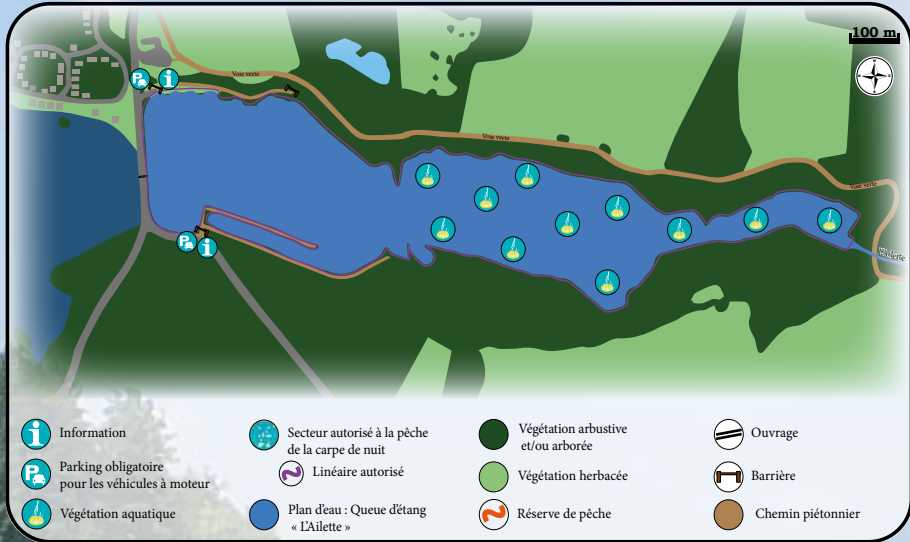 100 m
Voie verte
Voie verte
Voie verte
L'Ailette
P
i
P
i
i
Information
P
Parking obligatoire
pour les véhicules à moteur
Végétation aquatique
Secteur autorisé à la pêche
de la carpe de nuit
Linéaire autorisé
Plan d'eau : Queue d'étang
« L'Ailette »
Végétation arbustive
et/ou arborée
Végétation herbacée
Réserve de pêche
Ouvrage
Barrière
Chemin piétonnier